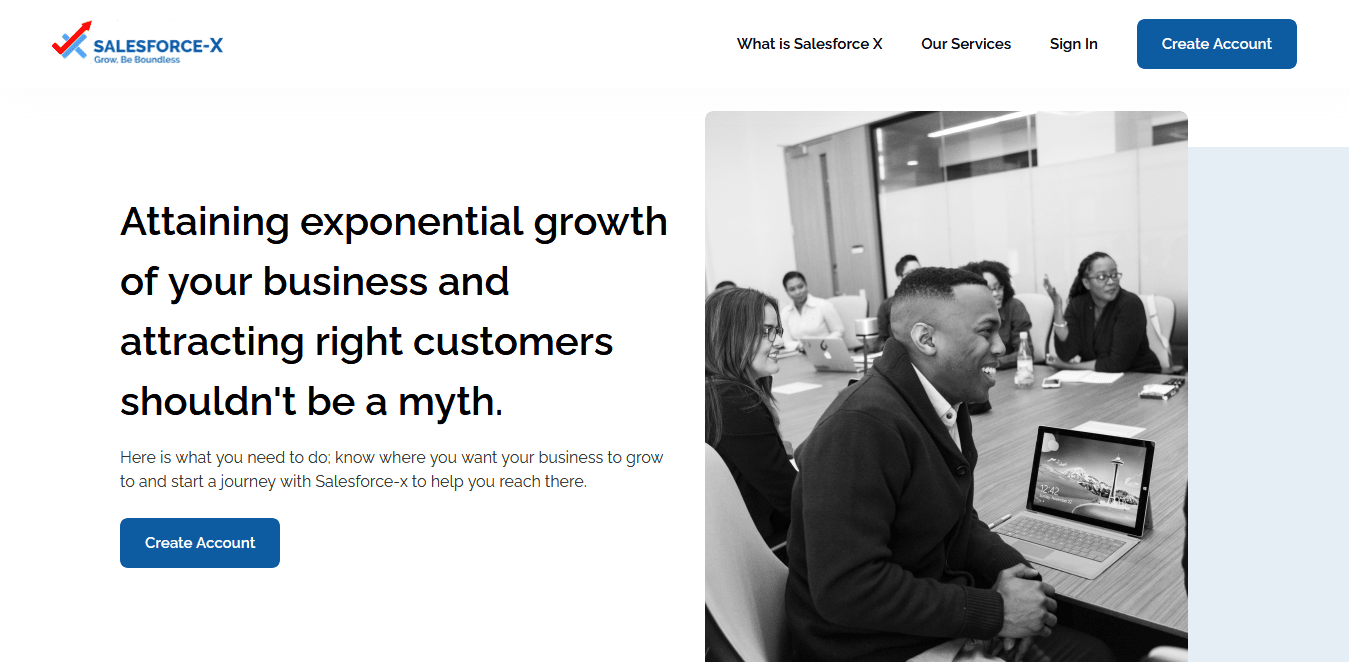 SALESFORCE-X
Grow. Be Boundless
What is Salesforce X
Our Services
Sign In
Create Account
Attaining exponential growth
of your business and
attracting right customers
shouldn't be a myth.
Here is what you need to do; know where you want your business to grow
to and start a journey with Salesforce-x to help you reach there.
Create Account
12:42